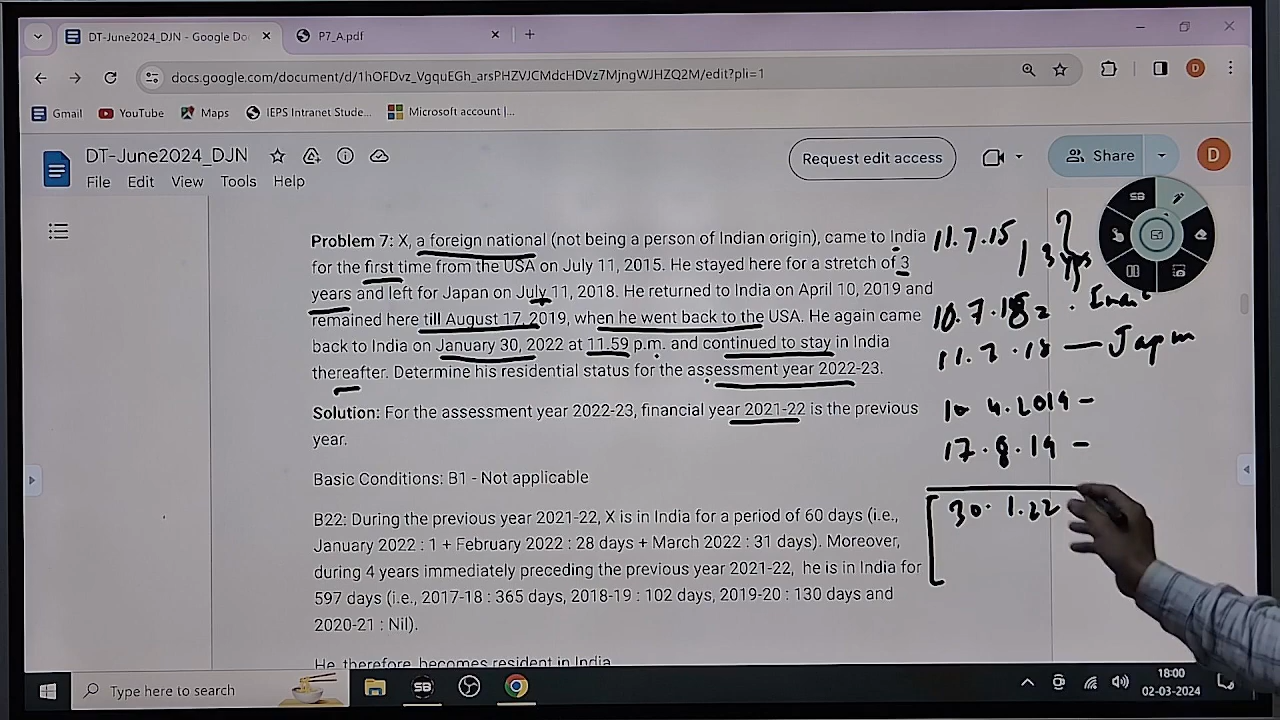 DT-June2024_DJN - Google Do
P7_A.pdf
docs.google.com/document/d/1hOFDvz_VgquEGh_arsPHZVJCMdcHDVz7MjngWJHZQ2M/edit?pli=1
Gmail YouTube Maps IEPS Intranet Stude... Microsoft account |...
DT-June2024_DJN
Request edit access
Share
D
File Edit View Tools Help
Problem 7: X, a foreign national (not being a person of Indian origin), came to India
for the first time from the USA on July 11, 2015. He stayed here for a stretch of 3
years and left for Japan on July 11, 2018. He returned to India on April 10, 2019 and
remained here till August 17, 2019, when he went back to the USA. He again came
back to India on January 30, 2022 at 11.59 p.m. and continued to stay in India
thereafter. Determine his residential status for the assessment year 2022-23.
Solution: For the assessment year 2022-23, financial year 2021-22 is the previous
year.
Basic Conditions: B1 - Not applicable
B22: During the previous year 2021-22, X is in India for a period of 60 days (i.e.,
January 2022 : 1 + February 2022 : 28 days + March 2022 : 31 days). Moreover,
during 4 years immediately preceding the previous year 2021-22, he is in India for
597 days (i.e., 2017-18 : 365 days, 2018-19 : 102 days, 2019-20 : 130 days and
2020-21 : Nil).
He, therefore, becomes resident in India
11.7.15
3 yrs
10.7.18
11.7.18 — Japan
10 4.2019 -
17.8.19 -
30. 1.22
SB
Type here to search
18:00
02-03-2024